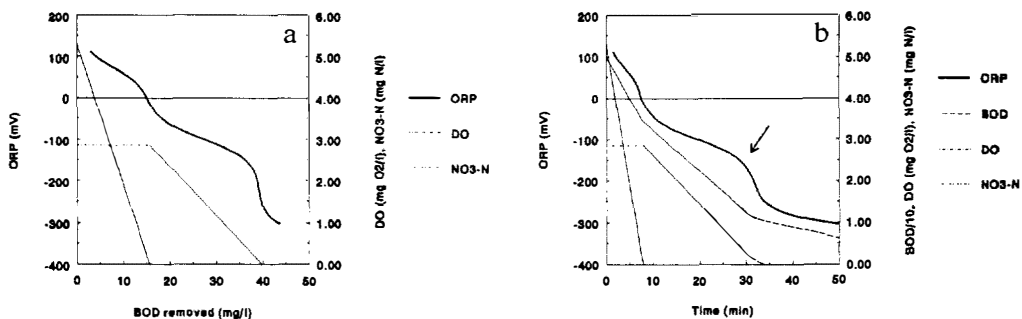 a
ORP (mV)
200
100
0
-100
-200
-300
-400
0
10
20
30
40
50
BOD removed (mg/l)
6.00
5.00
4.00
3.00
2.00
1.00
0.00
DO (mg O2/l), NO3-N (mg N/l)
ORP
DO
NO3-N
b
ORP (mV)
200
100
0
-100
-200
-300
-400
0
10
20
30
40
50
Time (min)
6.00
5.00
4.00
3.00
2.00
1.00
0.00
BOD/10, DO (mg O2/l), NO3-N (mg N/l)
ORP
BOD
DO
NO3-N